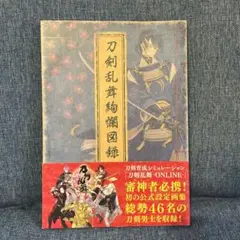 刀剣乱舞絢爛図録
刀剣育成シミュレーション
「刀剣乱舞-ONLINE-」
審神者必携!
初の公式設定画集
総勢46名の
刀剣男士を収録!